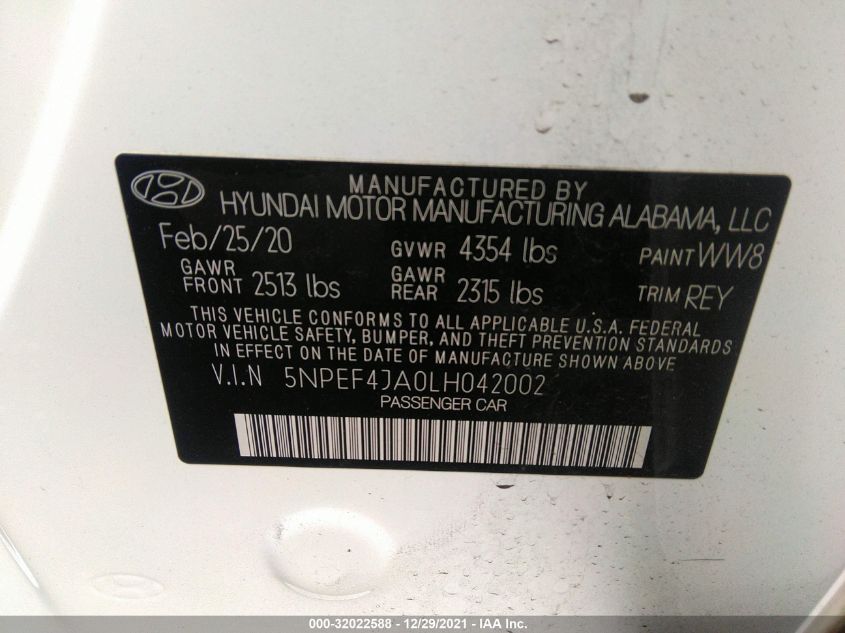 MANUFACTURED BY
HYUNDAI MOTOR MANUFACTURING ALABAMA, LLC
Feb/25/20 GVWR 4354 lbs PAINT WW8
GAWR FRONT 2513 lbs GAWR REAR 2315 lbs TRIM REY
THIS VEHICLE CONFORMS TO ALL APPLICABLE U.S.A. FEDERAL
MOTOR VEHICLE SAFETY, BUMPER, AND THEFT PREVENTION STANDARDS
IN EFFECT ON THE DATE OF MANUFACTURE SHOWN ABOVE
V.I.N 5NPEF4JA0LH042002
PASSENGER CAR
000-32022588 - 12/29/2021 - IAA Inc.